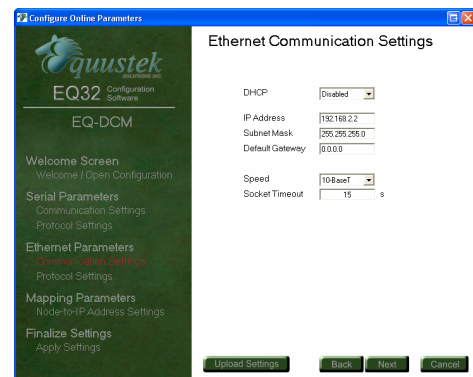 Configure Online Parameters
Equustek
SOLUTIONS INC
EQ32 Configuration Software
EQ-DCM
Welcome Screen
Welcome / Open Configuration
Serial Parameters
Communication Settings
Protocol Settings
Ethernet Parameters
Communication Settings
Protocol Settings
Mapping Parameters
Node-to-IP Address Settings
Finalize Settings
Apply Settings
Ethernet Communication Settings
DHCP Disabled
IP Address 192.168.2.2
Subnet Mask 255.255.255.0
Default Gateway 0.0.0.0
Speed 10-BaseT
Socket Timeout 15 s
Upload Settings Back Next Cancel